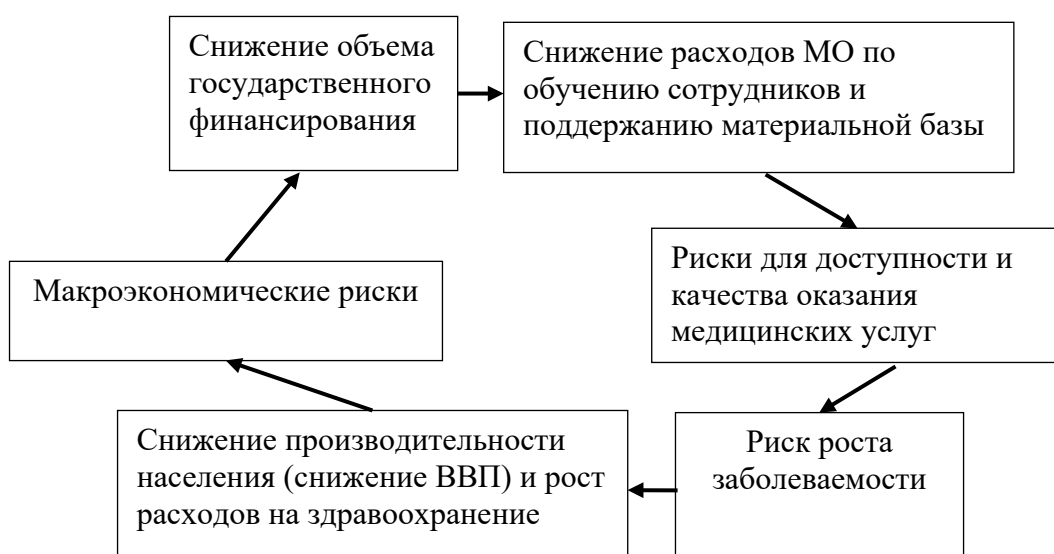 Снижение объема
государственного
финансирования
Снижение расходов МО по
обучению сотрудников и
поддержанию материальной базы
Риски для доступности и
качества оказания
медицинских услуг
Риск роста
заболеваемости
Снижение производительности
населения (снижение ВВП) и рост
расходов на здравоохранение
Макроэкономические риски